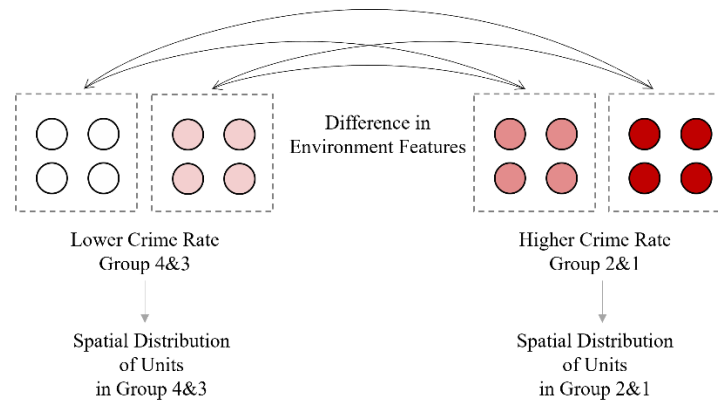 Difference in
Environment Features
Lower Crime Rate
Group 4&3
Higher Crime Rate
Group 2&1
Spatial Distribution
of Units
in Group 4&3
Spatial Distribution
of Units
in Group 2&1